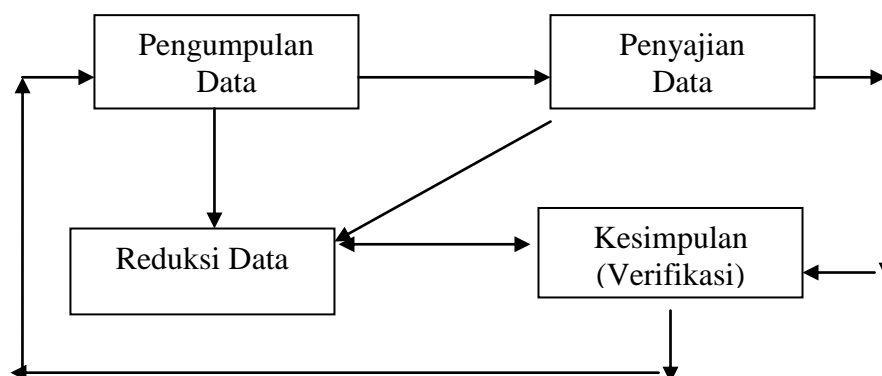 Pengumpulan
Data
Penyajian
Data
Reduksi Data
Kesimpulan
(Verifikasi)